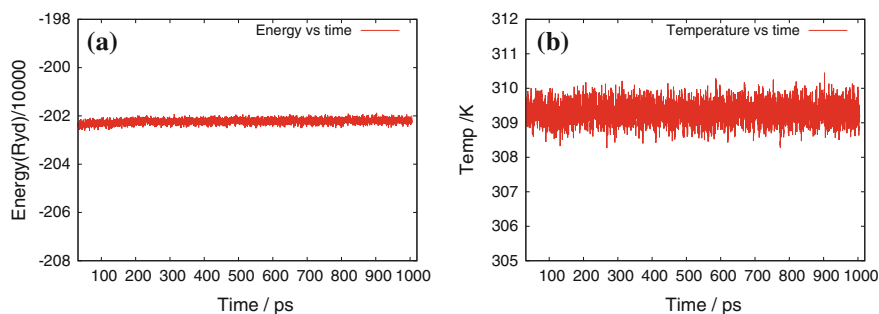 (a)
Energy vs time
Energy(Ryd)/10000
-198
-200
-202
-204
-206
-208
100 200 300 400 500 600 700 800 900 1000
Time / ps
(b)
Temperature vs time
Temp /K
312
311
310
309
308
307
306
305
100 200 300 400 500 600 700 800 900 1000
Time / ps